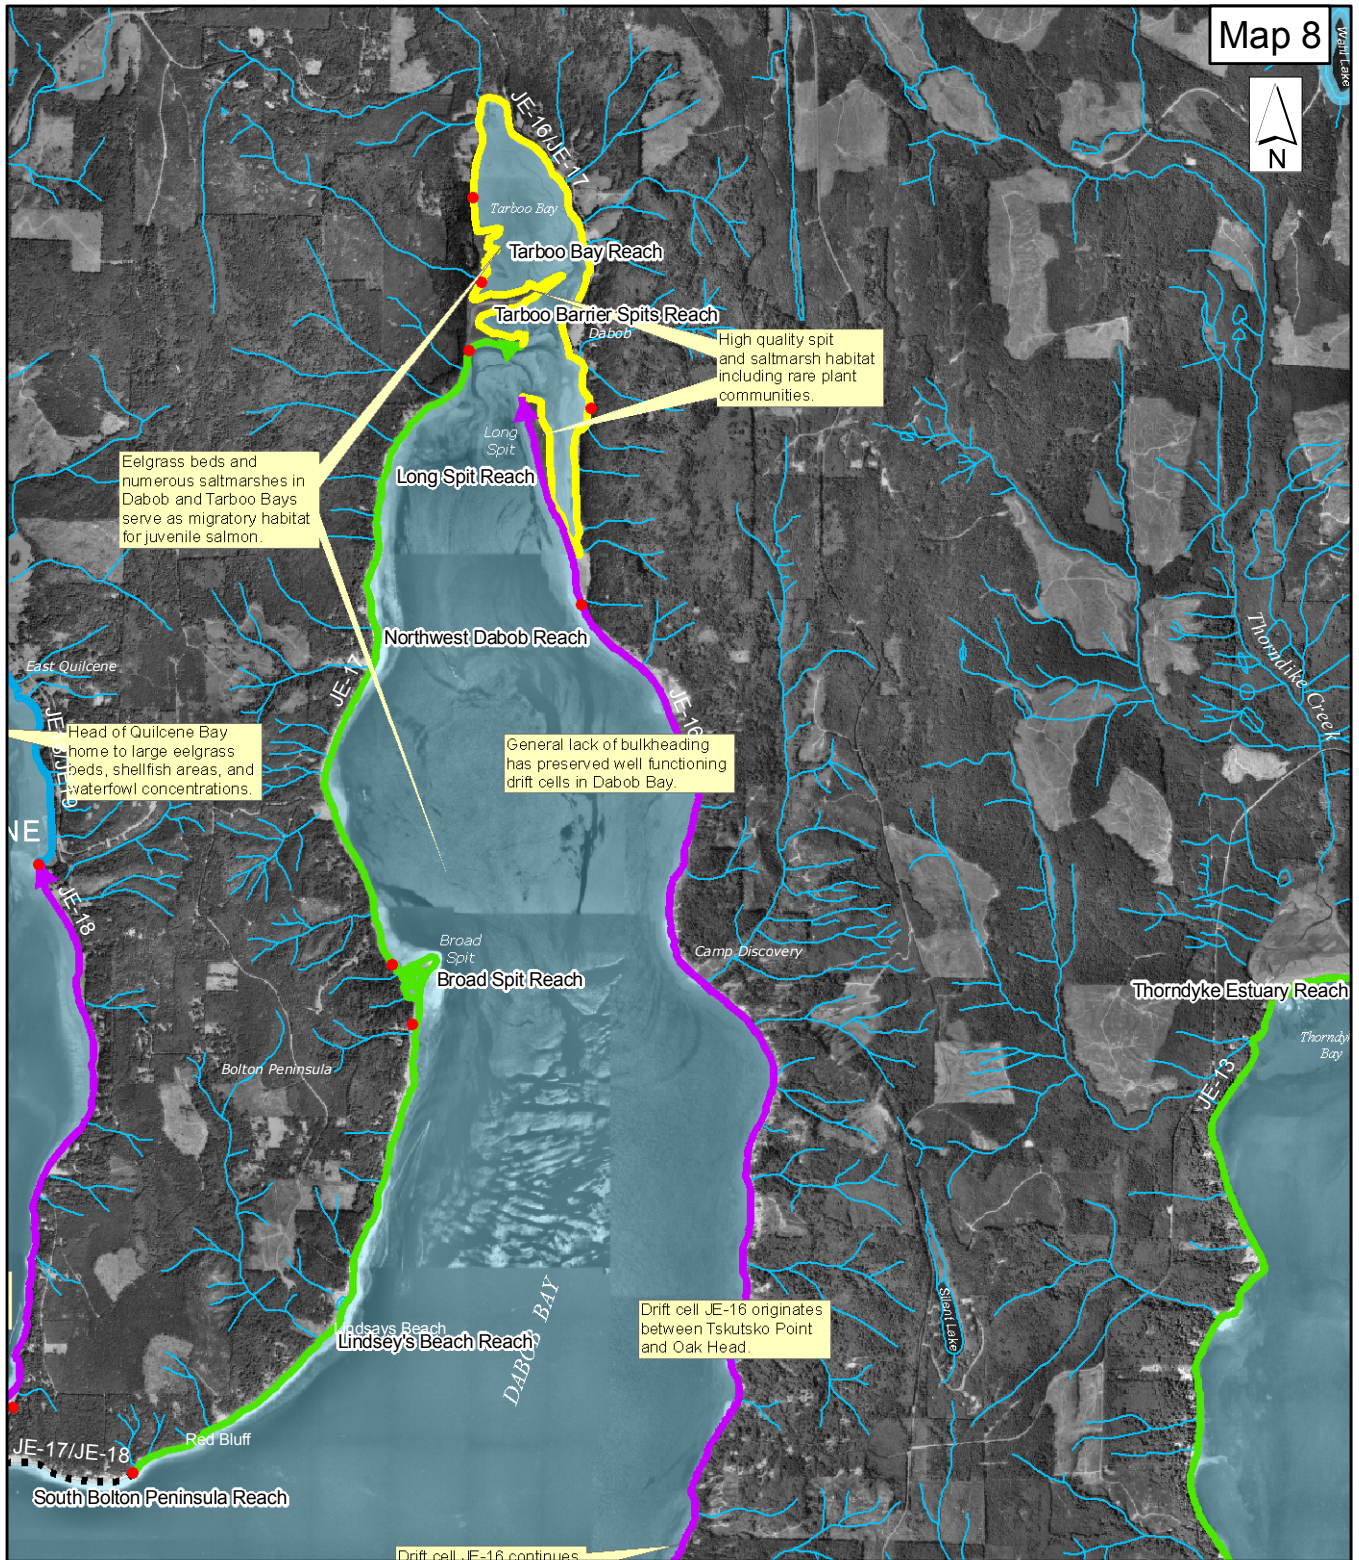 Map 8
Wahl Lake
N
JE-16/JE-17
Tarboo Bay
Tarboo Bay Reach
Tarboo Barrier Spits Reach
Dabob
High quality spit
and saltmarsh habitat
including rare plant
communities.
Long
Spit
Long Spit Reach
Eelgrass beds and
numerous saltmarshes in
Dabob and Tarboo Bays
serve as migratory habitat
for juvenile salmon.
Northwest Dabob Reach
Thorndike Creek
East Quilcene
JE-17
JE-16
Head of Quilcene Bay
home to large eelgrass
beds, shellfish areas, and
waterfowl concentrations.
General lack of bulkheading
has preserved well functioning
drift cells in Dabob Bay.
NE
JE-18
Broad
Spit
Broad Spit Reach
Camp Discovery
Thorndyke Estuary Reach
Thorndy
Bay
Bolton Peninsula
JE-13
DABOB BAY
Drift cell JE-16 originates
between Tskutsko Point
and Oak Head.
Silent Lake
Lindsays Beach
Lindsey's Beach Reach
Red Bluff
JE-17/JE-18
South Bolton Peninsula Reach
Drift cell JE-16 continues